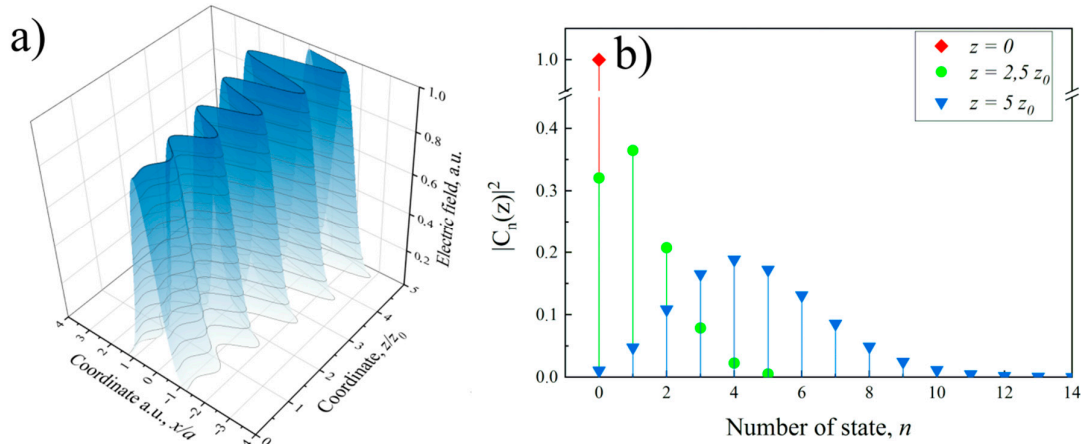 a)
1.0
0.8
0.6
0.4
0.2
Electric field, a.u.
5
4
3
2
1
0
Coordinate, z/z0
4
3
2
1
0
-1
-2
-3
-4
Coordinate a.u., x/a
b)
z = 0
z = 2,5 z0
z = 5 z0
1.0
0.4
0.3
0.2
0.1
0.0
|Cn(z)|2
0 2 4 6 8 10 12 14
Number of state, n